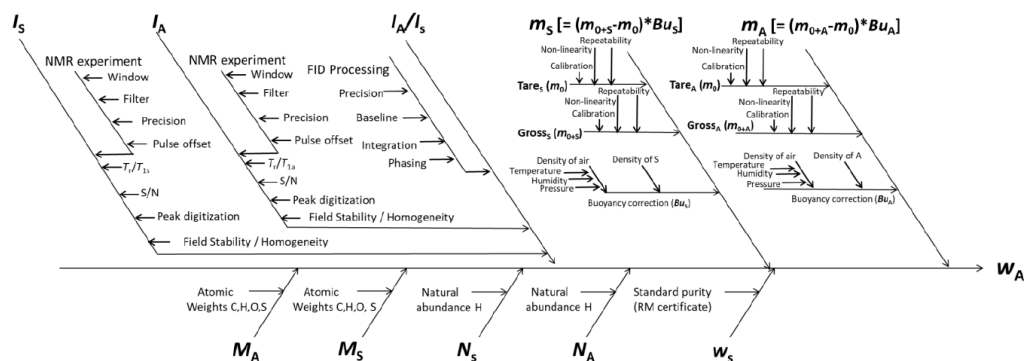 I_S
I_A
I_A/I_s
m_S [= (m_0+S-m_0)*Bu_S]
m_A [= (m_0+A-m_0)*Bu_A]
NMR experiment
Window
Filter
Precision
Pulse offset
T_r/T_1s
S/N
Peak digitization
Field Stability / Homogeneity
NMR experiment
Window
Filter
Precision
Pulse offset
T_r/T_1a
S/N
Peak digitization
Field Stability / Homogeneity
FID Processing
Precision
Baseline
Integration
Phasing
Repeatability
Non-linearity
Calibration
Tare_S (m_0)
Repeatability
Non-linearity
Calibration
Gross_S (m_0+S)
Density of air
Density of S
Temperature
Humidity
Pressure
Buoyancy correction (Bu_S)
Repeatability
Non-linearity
Calibration
Tare_A (m_0)
Repeatability
Non-linearity
Calibration
Gross_A (m_0+A)
Density of air
Density of A
Temperature
Humidity
Pressure
Buoyancy correction (Bu_A)
w_A
Atomic
Weights C,H,O,S
Atomic
Weights C,H,O, S
Natural
abundance H
Natural
abundance H
Standard purity
(RM certificate)
M_A
M_S
N_s
N_A
w_s